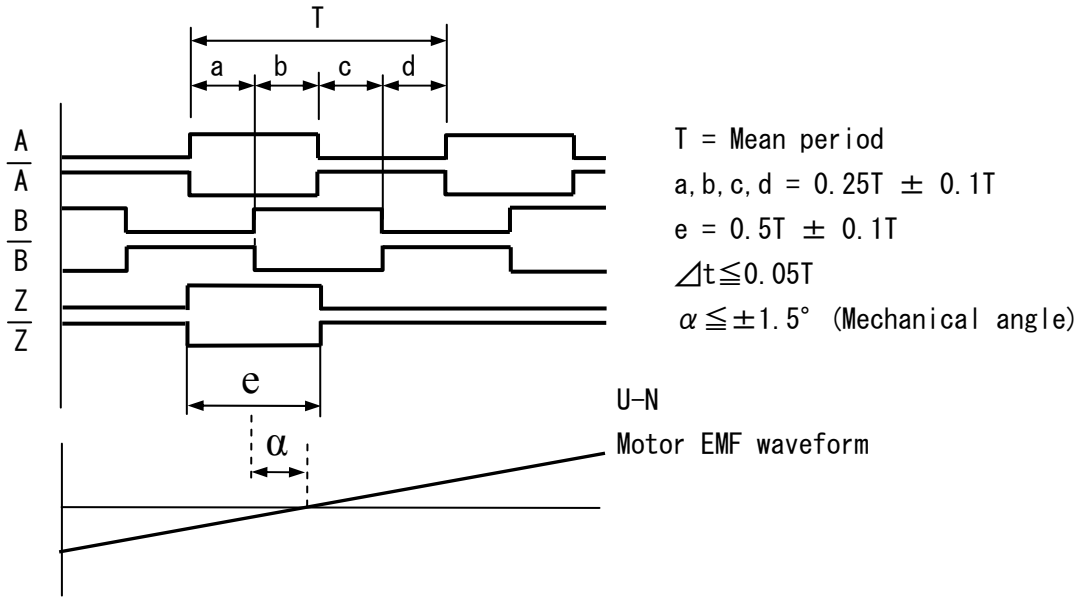 T
a b c d
A
A̅
B
B̅
Z
Z̅
e
α
T = Mean period
a,b,c,d = 0.25T ± 0.1T
e = 0.5T ± 0.1T
⊿t≦0.05T
α≦±1.5° (Mechanical angle)
U-N
Motor EMF waveform